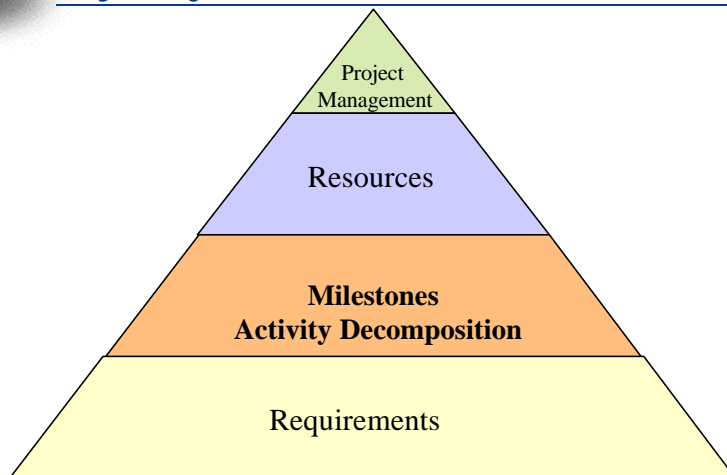 Project
Management
Resources
Milestones
Activity Decomposition
Requirements